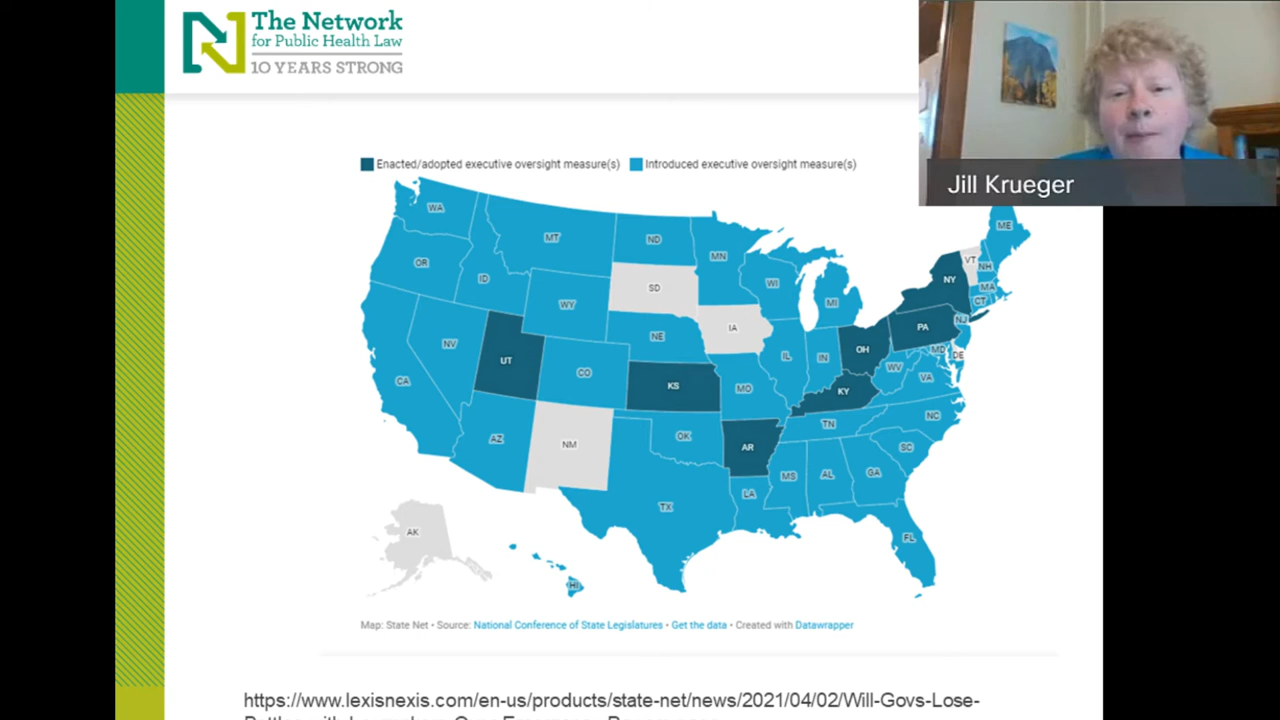 The Network
for Public Health Law
10 YEARS STRONG
Jill Krueger
Enacted/adopted executive oversight measure(s) Introduced executive oversight measure(s)
WA
MT
ND
MN
ME
OR
ID
WY
SD
WI
MI
VT
NH
NY
MA
CT
NV
UT
CO
NE
IA
IL
IN
OH
PA
NJ
MD
DE
WV
VA
CA
KS
MO
KY
AZ
NM
OK
AR
TN
NC
SC
TX
LA
MS
AL
GA
FL
AK
HI
Map: State Net • Source: National Conference of State Legislatures • Get the data • Created with Datawrapper
https://www.lexisnexis.com/en-us/products/state-net/news/2021/04/02/Will-Govs-Lose-